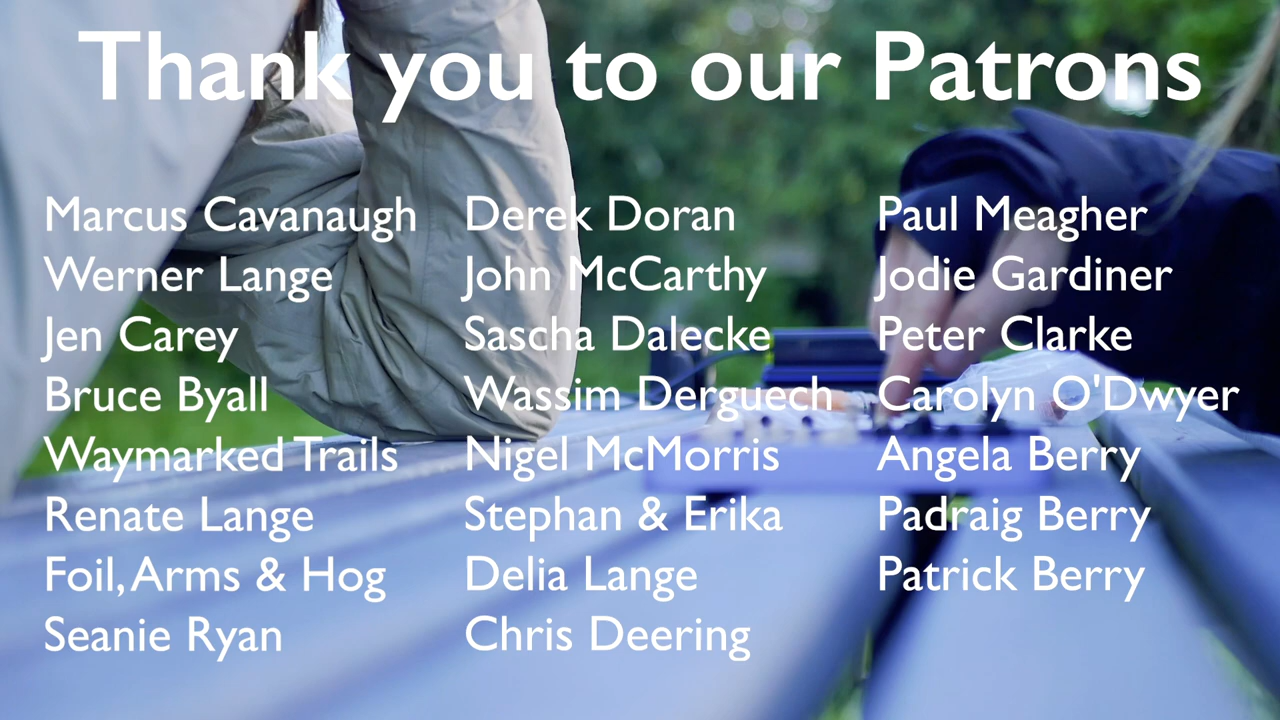 Thank you to our Patrons
Marcus Cavanaugh
Werner Lange
Jen Carey
Bruce Byall
Waymarked Trails
Renate Lange
Foil, Arms & Hog
Seanie Ryan
Derek Doran
John McCarthy
Sascha Dalecke
Wassim Derguech
Nigel McMorris
Stephan & Erika
Delia Lange
Chris Deering
Paul Meagher
Jodie Gardiner
Peter Clarke
Carolyn O'Dwyer
Angela Berry
Padraig Berry
Patrick Berry